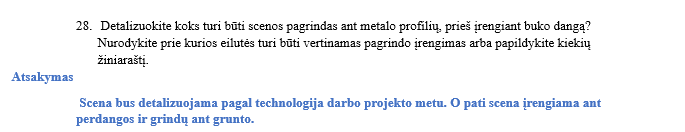 28. Detalizuokite koks turi būti scenos pagrindas ant metalo profilių, prieš įrengiant buko dangą?
Nurodykite prie kurios eilutės turi būti vertinamas pagrindo įrengimas arba papildykite kiekių
žiniaraštį.
Atsakymas
Scena bus detalizuojama pagal technologija darbo projekto metu. O pati scena įrengiama ant
perdangos ir grindų ant grunto.